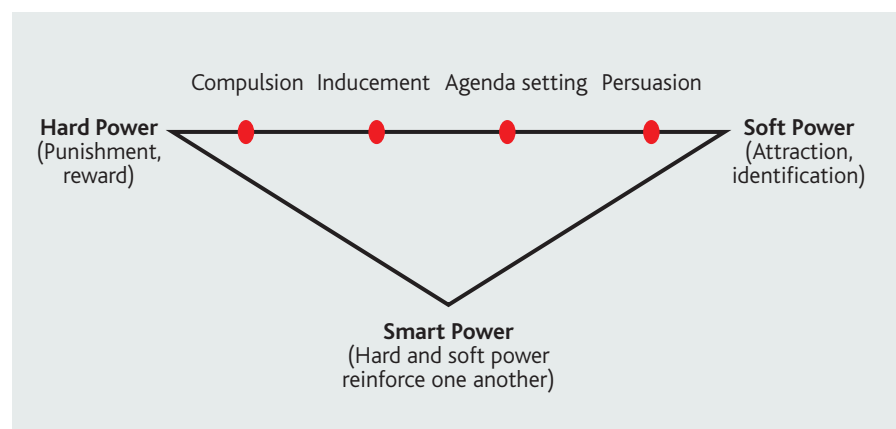 Compulsion Inducement Agenda setting Persuasion
Hard Power
(Punishment,
reward)
Soft Power
(Attraction,
identification)
Smart Power
(Hard and soft power
reinforce one another)